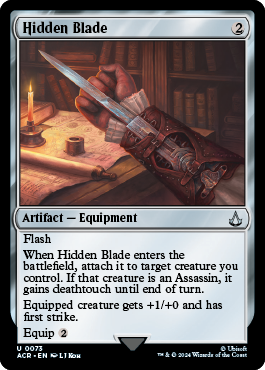 Hidden Blade 2
Artifact — Equipment
Flash
When Hidden Blade enters the
battlefield, attach it to target creature you
control. If that creature is an Assassin, it
gains deathtouch until end of turn.
Equipped creature gets +1/+0 and has
first strike.
Equip 2
U 0073 © Ubisoft
ACR • EN LIKON ™ & © 2024 Wizards of the Coast